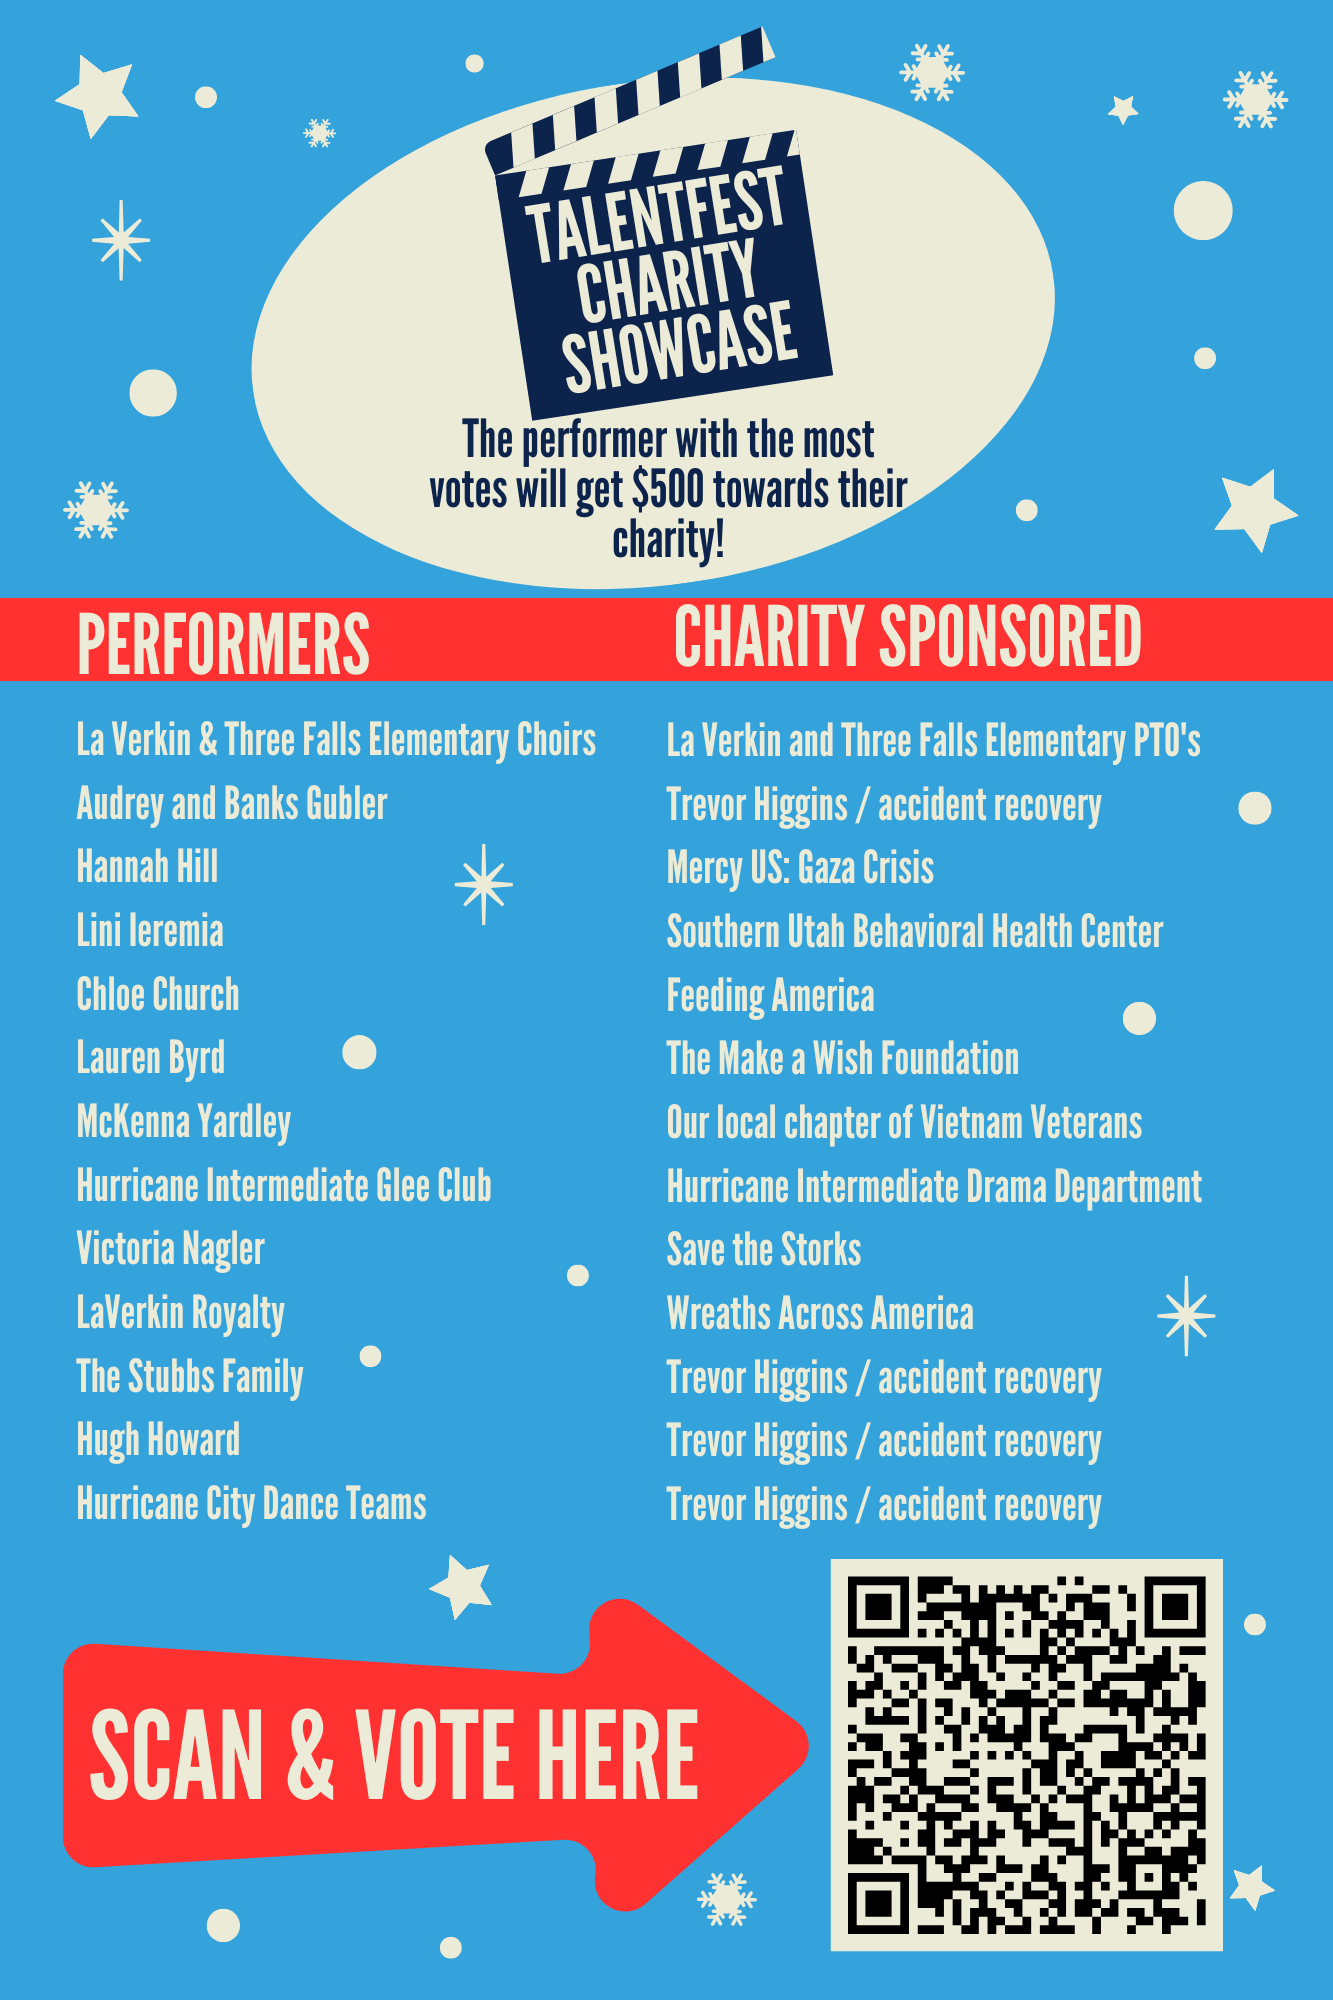 TALENTFEST
CHARITY
SHOWCASE
The performer with the most
votes will get $500 towards their
charity!
PERFORMERS
CHARITY SPONSORED
La Verkin & Three Falls Elementary Choirs
La Verkin and Three Falls Elementary PTO's
Audrey and Banks Gubler
Trevor Higgins / accident recovery
Hannah Hill
Mercy US: Gaza Crisis
Lini Ieremia
Southern Utah Behavioral Health Center
Chloe Church
Feeding America
Lauren Byrd
The Make a Wish Foundation
McKenna Yardley
Our local chapter of Vietnam Veterans
Hurricane Intermediate Glee Club
Hurricane Intermediate Drama Department
Victoria Nagler
Save the Storks
LaVerkin Royalty
Wreaths Across America
The Stubbs Family
Trevor Higgins / accident recovery
Hugh Howard
Trevor Higgins / accident recovery
Hurricane City Dance Teams
Trevor Higgins / accident recovery
SCAN & VOTE HERE